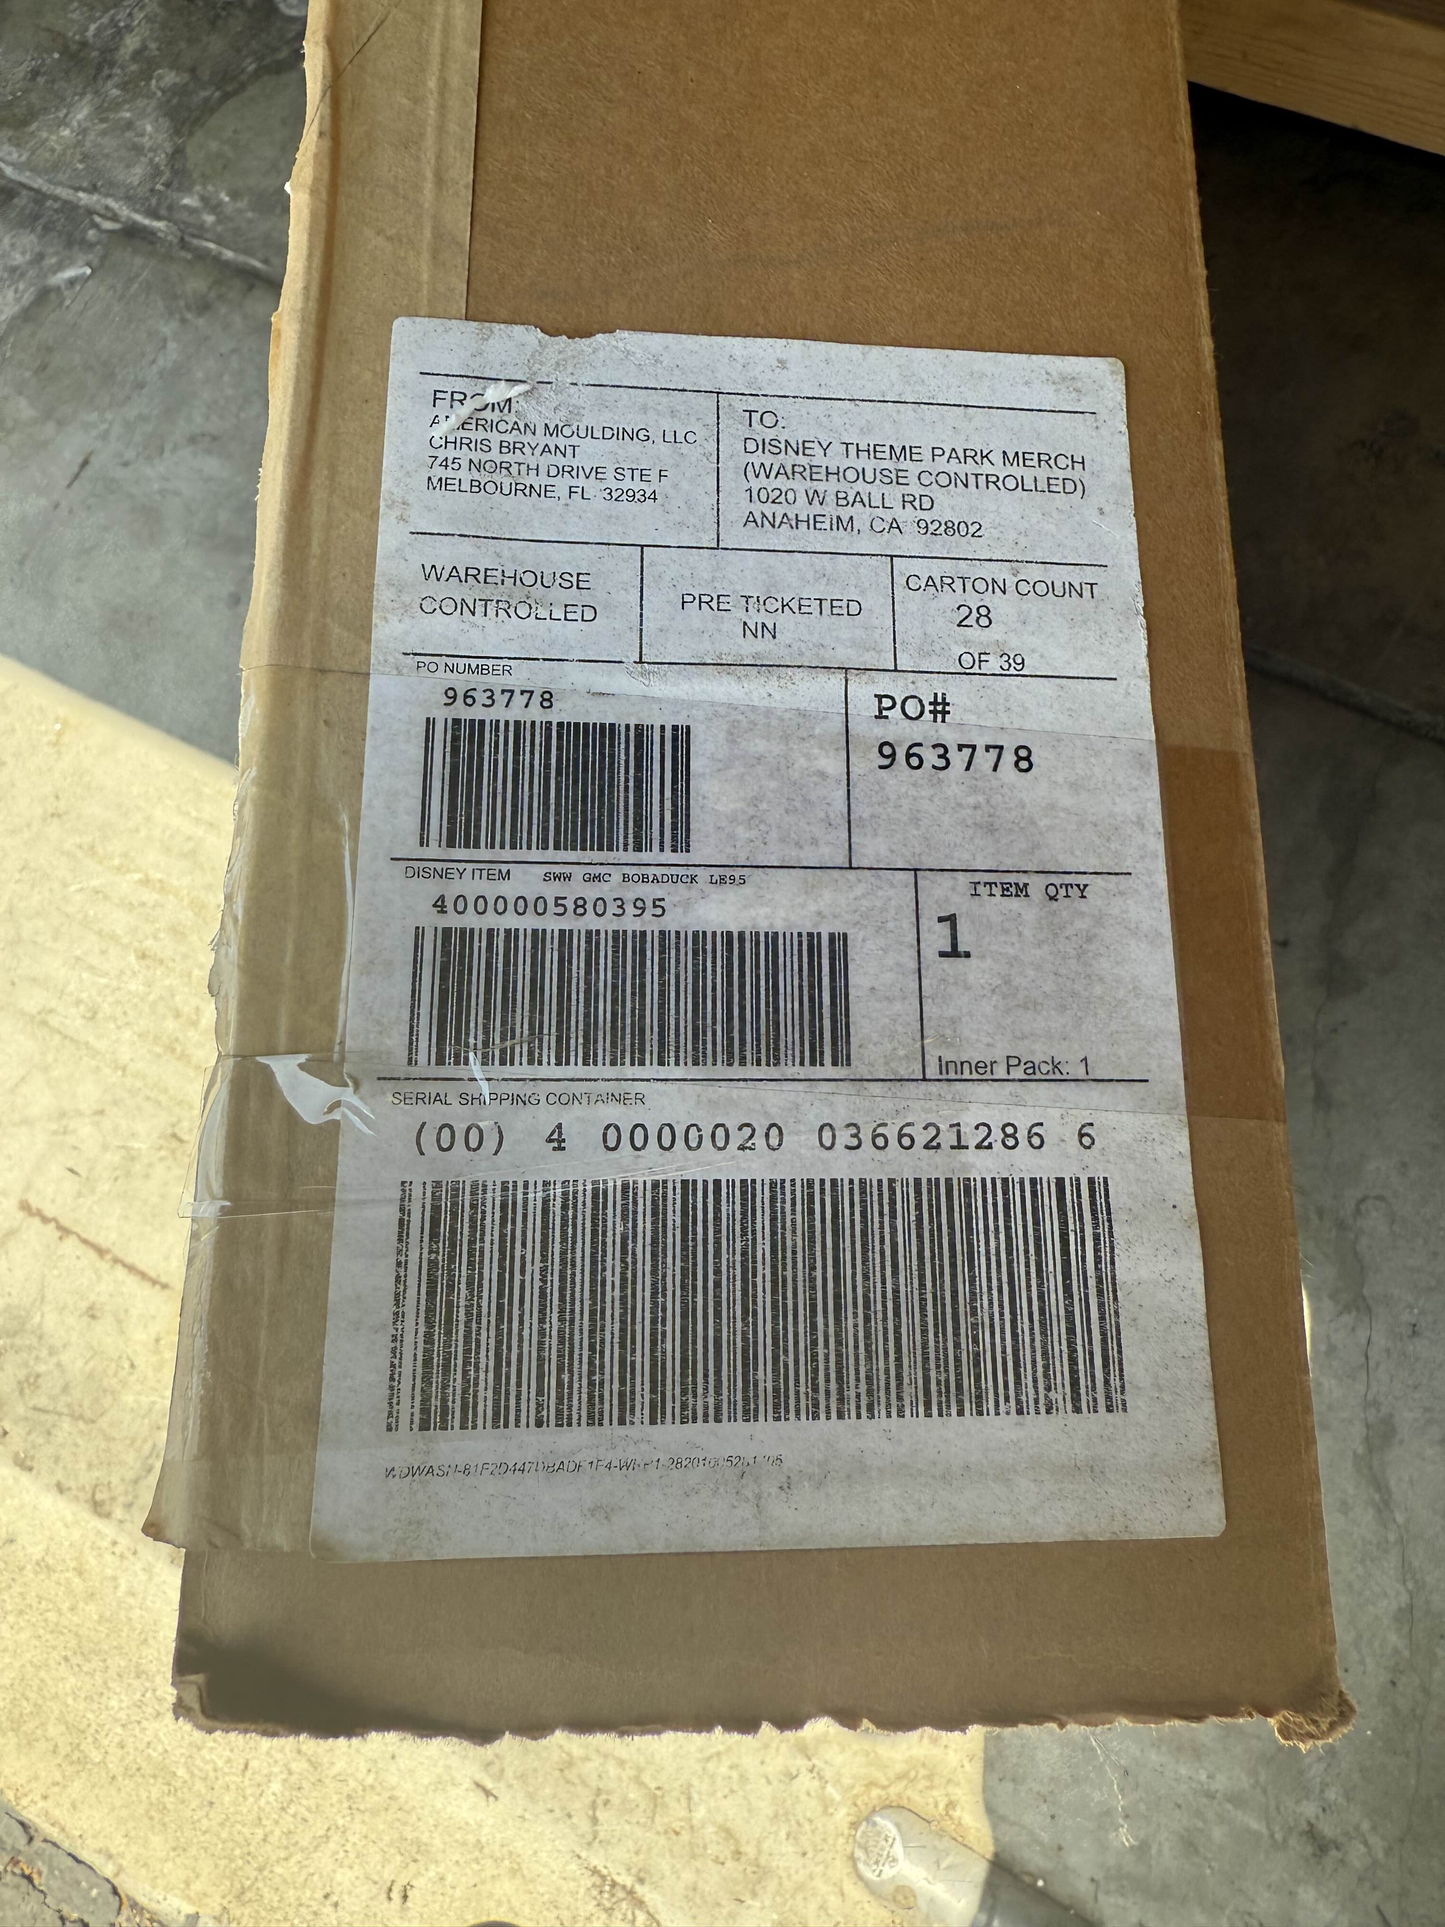 FROM:
AMERICAN MOULDING, LLC
CHRIS BRYANT
745 NORTH DRIVE STE F
MELBOURNE, FL 32934
TO:
DISNEY THEME PARK MERCH
(WAREHOUSE CONTROLLED)
1020 W BALL RD
ANAHEIM, CA 92802
WAREHOUSE
CONTROLLED
PRE TICKETED
NN
CARTON COUNT
28
OF 39
PO NUMBER
963778
PO#
963778
DISNEY ITEM SWW GMC BOBADUCK LE95
400000580395
ITEM QTY
1
Inner Pack: 1
SERIAL SHIPPING CONTAINER
(00) 4 0000020 036621286 6